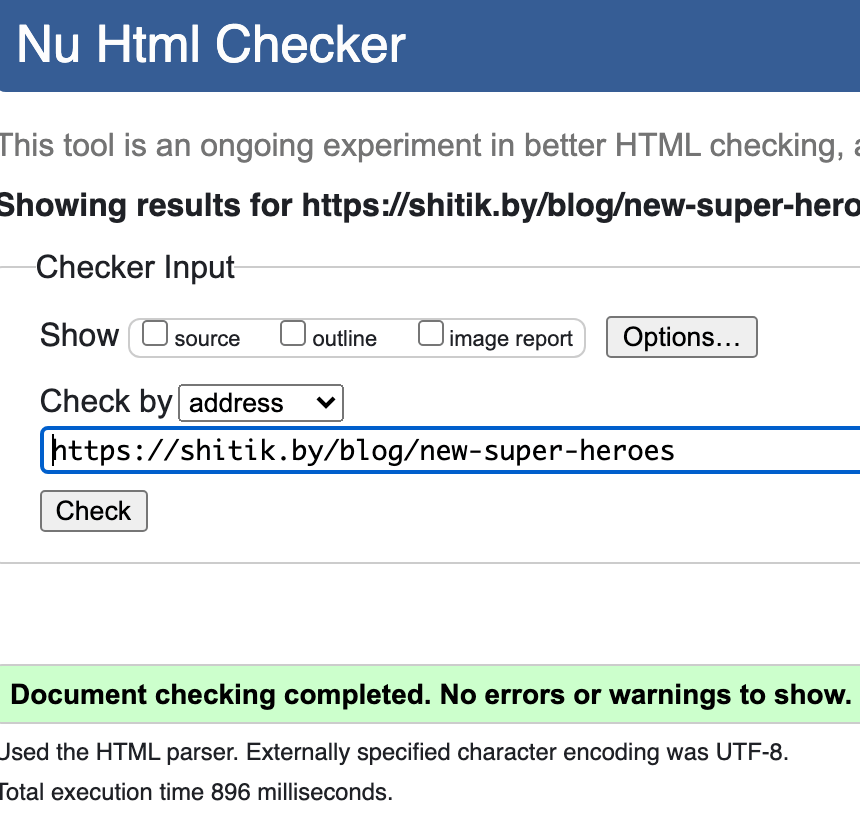 Nu Html Checker
This tool is an ongoing experiment in better HTML checking,
Showing results for https://shitik.by/blog/new-super-hero
Checker Input
Show source outline image report Options…
Check by address
https://shitik.by/blog/new-super-heroes
Check
Document checking completed. No errors or warnings to show.
Used the HTML parser. Externally specified character encoding was UTF-8.
Total execution time 896 milliseconds.